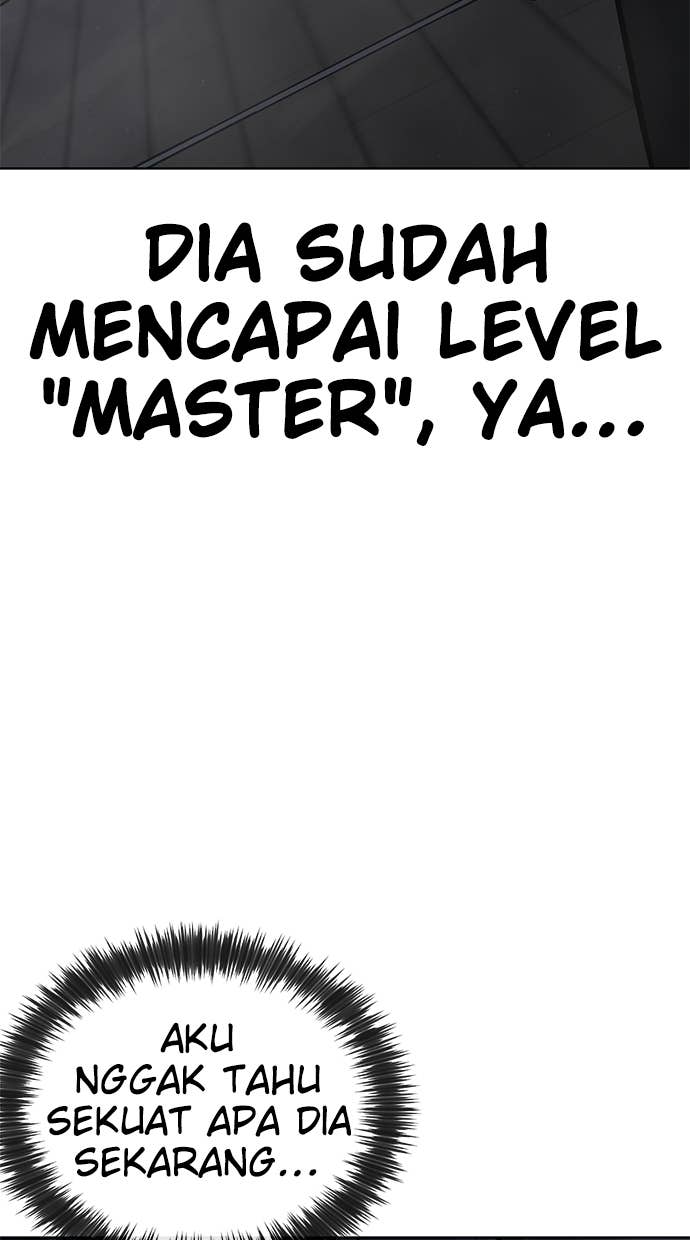 DIA SUDAH
MENCAPAI LEVEL
"MASTER", YA...
AKU
NGGAK TAHU
SEKUAT APA DIA
SEKARANG...